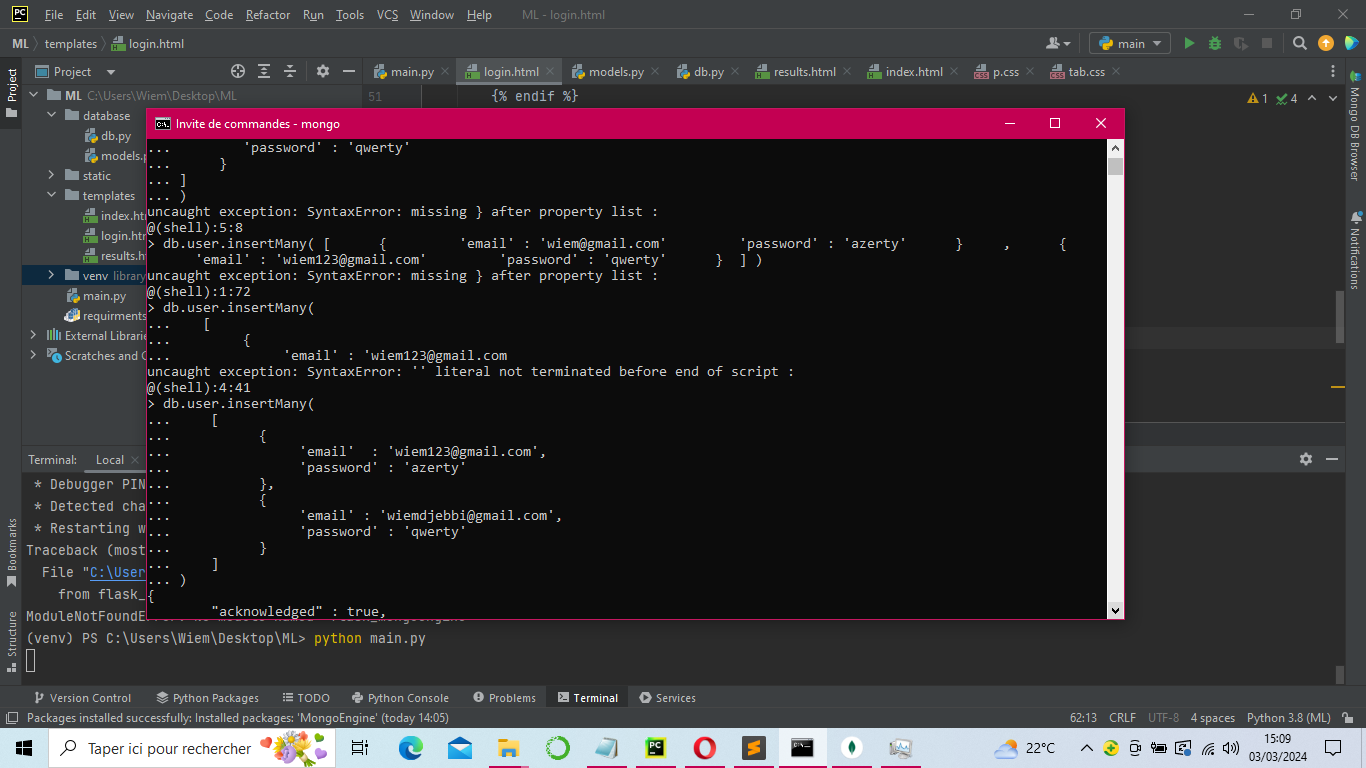 File Edit View Navigate Code Refactor Run Tools VCS Window Help ML - login.html
ML templates login.html main
Project
main.py login.html models.py db.py results.html index.html p.css tab.css
Project
ML C:\Users\Wiem\Desktop\ML
51 {% endif %}
1 4
database
db.py
models.
static
templates
index.
login.
results.
venv library
main.py
requirments
External Librarie
Scratches and
Mongo DB Browser
Notifications
Invite de commandes - mongo
... 'password' : 'qwerty'
... }
... ]
... )
uncaught exception: SyntaxError: missing } after property list :
@(shell):5:8
> db.user.insertMany( [ { 'email' : 'wiem@gmail.com' 'password' : 'azerty' } , {
'email' : 'wiem123@gmail.com' 'password' : 'qwerty' } ] )
uncaught exception: SyntaxError: missing } after property list :
@(shell):1:72
> db.user.insertMany(
... [
... {
... 'email' : 'wiem123@gmail.com
uncaught exception: SyntaxError: '' literal not terminated before end of script :
@(shell):4:41
> db.user.insertMany(
... [
... {
... 'email' : 'wiem123@gmail.com',
... 'password' : 'azerty'
... },
... {
... 'email' : 'wiemdjebbi@gmail.com',
... 'password' : 'qwerty'
... }
... ]
... )
{
"acknowledged" : true,
Terminal: Local
* Debugger PIN
* Detected cha
* Restarting w
Traceback (most
File "C:\User
from flask_
(venv) PS C:\Users\Wiem\Desktop\ML> python main.py
Bookmarks
Structure
Version Control Python Packages TODO Python Console Problems Terminal Services
Packages installed successfully: Installed packages: 'MongoEngine' (today 14:05) 62:13 CRLF UTF-8 4 spaces Python 3.8 (ML)
Taper ici pour rechercher
22°C
15:09
03/03/2024